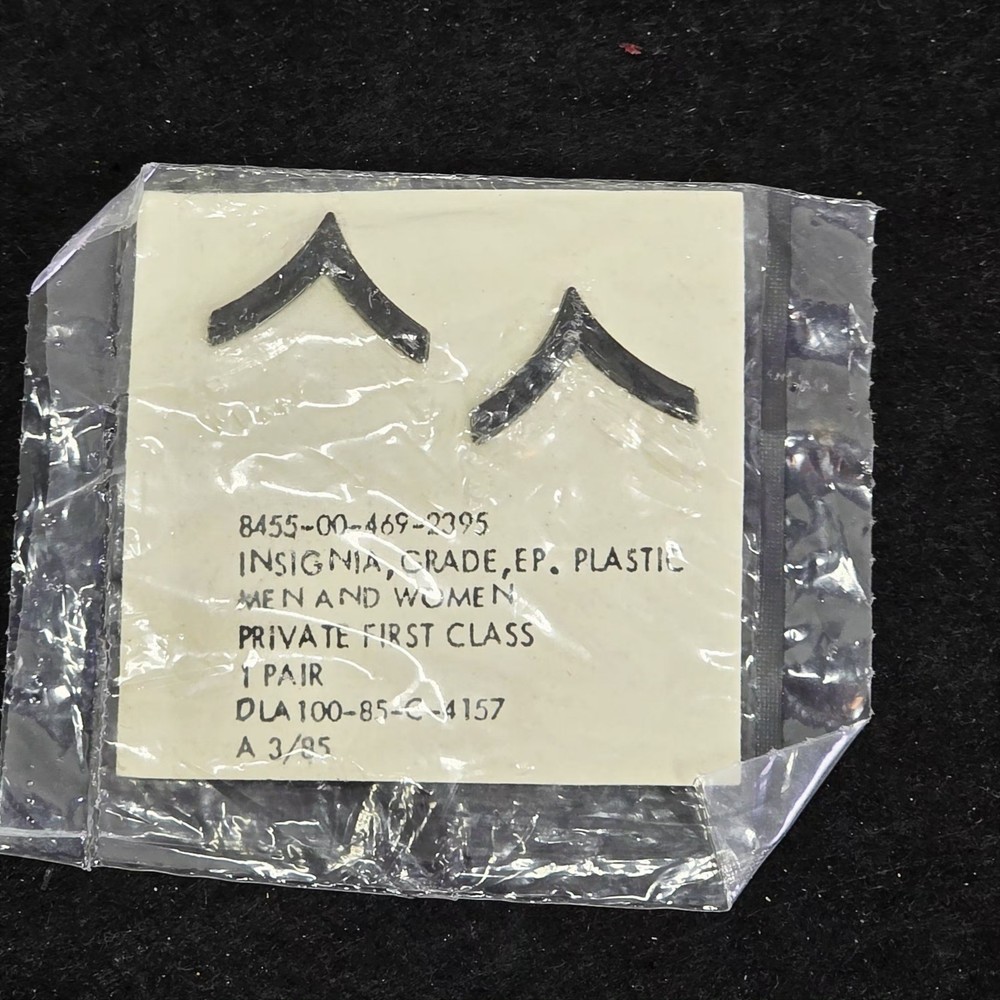 8455-00-469-2395
INSIGNIA, GRADE, EP. PLASTIC
MEN AND WOMEN
PRIVATE FIRST CLASS
1 PAIR
DLA100-85-C-4157
A 3/85